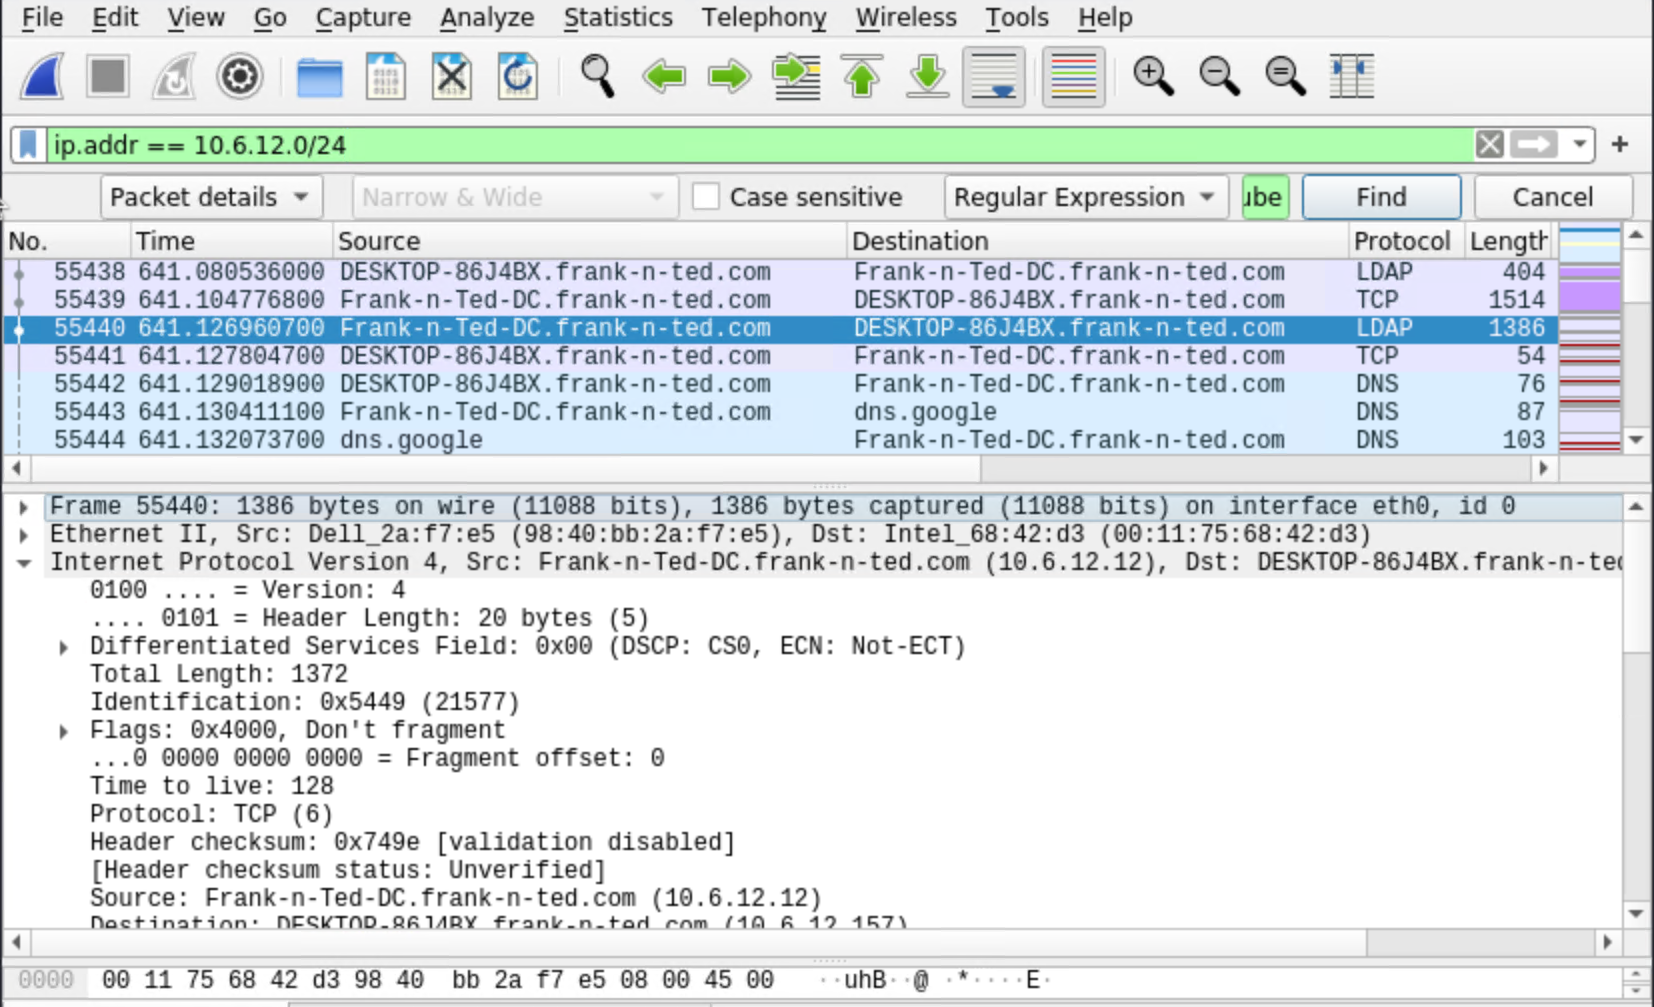 File Edit View Go Capture Analyze Statistics Telephony Wireless Tools Help
ip.addr == 10.6.12.0/24
Packet details Narrow & Wide Case sensitive Regular Expression ube Find Cancel
No. Time Source Destination Protocol Length
55438 641.080536000 DESKTOP-86J4BX.frank-n-ted.com Frank-n-Ted-DC.frank-n-ted.com LDAP 404
55439 641.104776800 Frank-n-Ted-DC.frank-n-ted.com DESKTOP-86J4BX.frank-n-ted.com TCP 1514
55440 641.126960700 Frank-n-Ted-DC.frank-n-ted.com DESKTOP-86J4BX.frank-n-ted.com LDAP 1386
55441 641.127804700 DESKTOP-86J4BX.frank-n-ted.com Frank-n-Ted-DC.frank-n-ted.com TCP 54
55442 641.129018900 DESKTOP-86J4BX.frank-n-ted.com Frank-n-Ted-DC.frank-n-ted.com DNS 76
55443 641.130411100 Frank-n-Ted-DC.frank-n-ted.com dns.google DNS 87
55444 641.132073700 dns.google Frank-n-Ted-DC.frank-n-ted.com DNS 103
Frame 55440: 1386 bytes on wire (11088 bits), 1386 bytes captured (11088 bits) on interface eth0, id 0
Ethernet II, Src: Dell_2a:f7:e5 (98:40:bb:2a:f7:e5), Dst: Intel_68:42:d3 (00:11:75:68:42:d3)
Internet Protocol Version 4, Src: Frank-n-Ted-DC.frank-n-ted.com (10.6.12.12), Dst: DESKTOP-86J4BX.frank-n-ted
0100 .... = Version: 4
.... 0101 = Header Length: 20 bytes (5)
Differentiated Services Field: 0x00 (DSCP: CS0, ECN: Not-ECT)
Total Length: 1372
Identification: 0x5449 (21577)
Flags: 0x4000, Don't fragment
...0 0000 0000 0000 = Fragment offset: 0
Time to live: 128
Protocol: TCP (6)
Header checksum: 0x749e [validation disabled]
[Header checksum status: Unverified]
Source: Frank-n-Ted-DC.frank-n-ted.com (10.6.12.12)
Destination: DESKTOP-86J4BX.frank-n-ted.com (10.6.12.157)
0000 00 11 75 68 42 d3 98 40 bb 2a f7 e5 08 00 45 00 ··uhB··@ ·*····E·